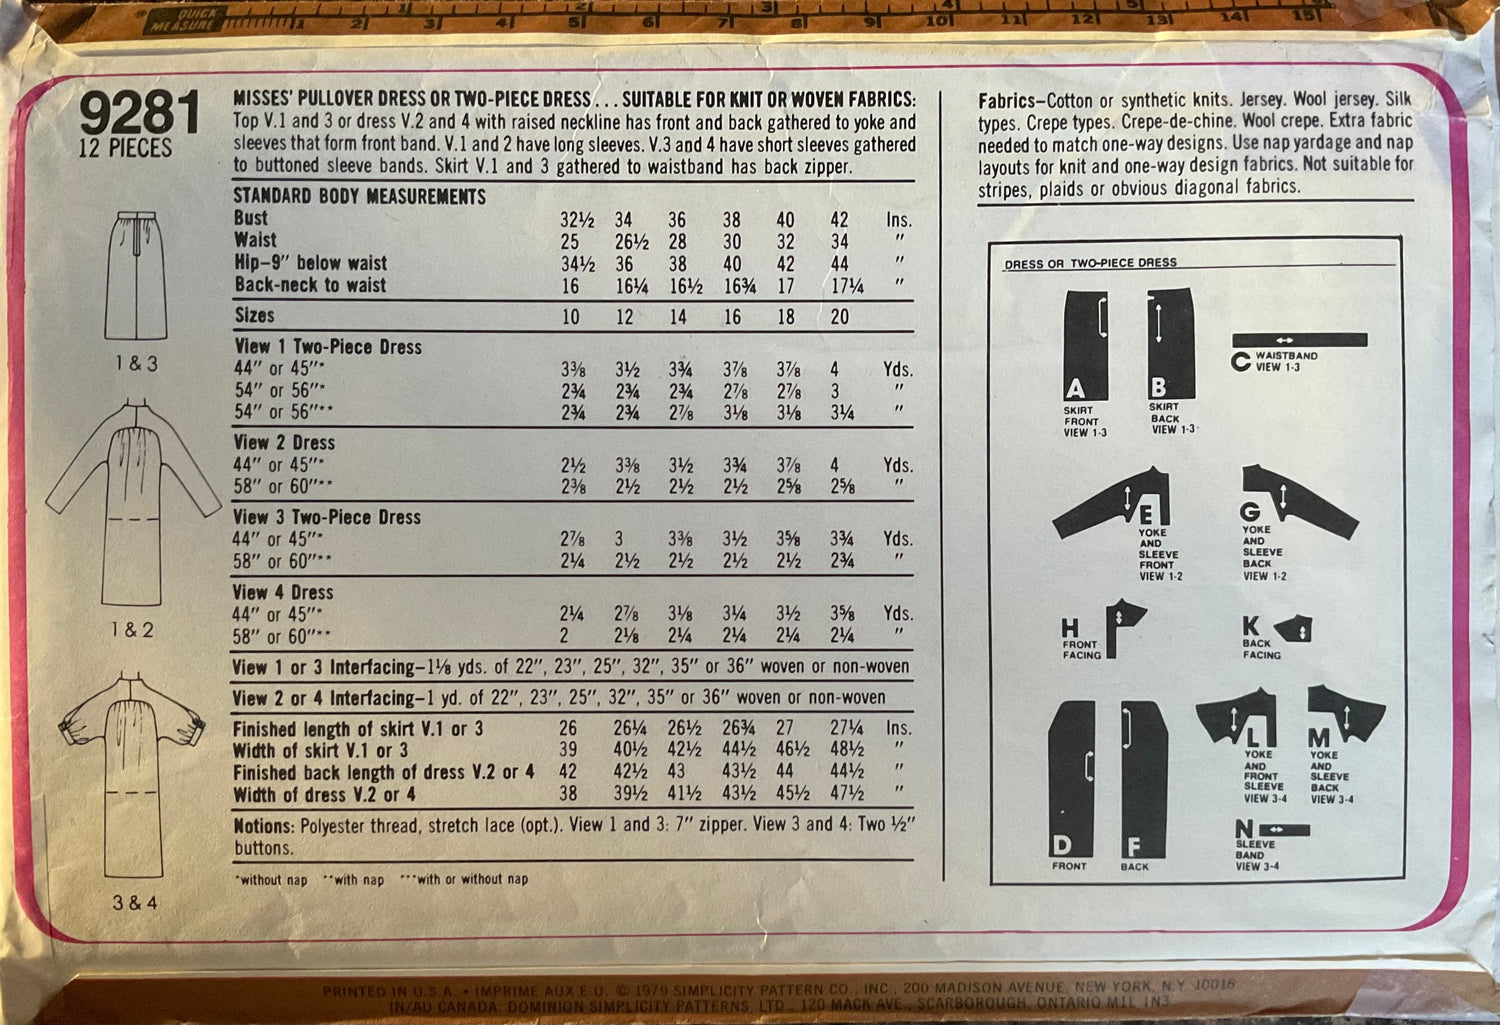 QUICK MEASURE
1 2 3 4 5 6 7 8 9 10 11 12 13 14 15
9281
12 PIECES
MISSES' PULLOVER DRESS OR TWO-PIECE DRESS . . . SUITABLE FOR KNIT OR WOVEN FABRICS:
Top V.1 and 3 or dress V.2 and 4 with raised neckline has front and back gathered to yoke and
sleeves that form front band. V.1 and 2 have long sleeves. V.3 and 4 have short sleeves gathered
to buttoned sleeve bands. Skirt V.1 and 3 gathered to waistband has back zipper.
STANDARD BODY MEASUREMENTS
Bust 32½ 34 36 38 40 42 Ins.
Waist 25 26½ 28 30 32 34 "
Hip–9" below waist 34½ 36 38 40 42 44 "
Back-neck to waist 16 16¼ 16½ 16¾ 17 17¼ "
Sizes 10 12 14 16 18 20
View 1 Two-Piece Dress
44" or 45"* 3⅜ 3½ 3¾ 3⅞ 3⅞ 4 Yds.
54" or 56"* 2¾ 2¾ 2¾ 2⅞ 2⅞ 3 "
54" or 56"** 2¾ 2¾ 2⅞ 3⅛ 3⅛ 3¼ "
View 2 Dress
44" or 45"* 2½ 3⅜ 3½ 3¾ 3⅞ 4 Yds.
58" or 60"** 2⅜ 2½ 2½ 2½ 2⅝ 2⅝ "
View 3 Two-Piece Dress
44" or 45"* 2⅞ 3 3⅜ 3½ 3⅝ 3¾ Yds.
58" or 60"** 2¼ 2½ 2½ 2½ 2½ 2¾ "
View 4 Dress
44" or 45"* 2¼ 2⅞ 3⅛ 3¼ 3½ 3⅝ Yds.
58" or 60"** 2 2⅛ 2¼ 2¼ 2¼ 2¼ "
View 1 or 3 Interfacing–1⅛ yds. of 22", 23", 25", 32", 35" or 36" woven or non-woven
View 2 or 4 Interfacing–1 yd. of 22", 23", 25", 32", 35" or 36" woven or non-woven
Finished length of skirt V.1 or 3 26 26¼ 26½ 26¾ 27 27¼ Ins.
Width of skirt V.1 or 3 39 40½ 42½ 44½ 46½ 48½ "
Finished back length of dress V.2 or 4 42 42½ 43 43½ 44 44½ "
Width of dress V.2 or 4 38 39½ 41½ 43½ 45½ 47½ "
Notions: Polyester thread, stretch lace (opt.). View 1 and 3: 7" zipper. View 3 and 4: Two ½"
buttons.
*without nap **with nap ***with or without nap
1 & 3
1 & 2
3 & 4
Fabrics–Cotton or synthetic knits. Jersey. Wool jersey. Silk
types. Crepe types. Crepe-de-chine. Wool crepe. Extra fabric
needed to match one-way designs. Use nap yardage and nap
layouts for knit and one-way design fabrics. Not suitable for
stripes, plaids or obvious diagonal fabrics.
DRESS OR TWO-PIECE DRESS
A
SKIRT
FRONT
VIEW 1-3
B
SKIRT
BACK
VIEW 1-3
C WAISTBAND
VIEW 1-3
E
YOKE
AND
SLEEVE
FRONT
VIEW 1-2
G
YOKE
AND
SLEEVE
BACK
VIEW 1-2
H
FRONT
FACING
K
BACK
FACING
D
FRONT
F
BACK
L
YOKE
AND
FRONT
SLEEVE
VIEW 3-4
M
YOKE
AND
SLEEVE
BACK
VIEW 3-4
N
SLEEVE
BAND
VIEW 3-4
PRINTED IN U.S.A. • IMPRIME AUX E.U. © 1979 SIMPLICITY PATTERN CO., INC., 200 MADISON AVENUE, NEW YORK, N.Y. 10016
IN/AU CANADA: DOMINION SIMPLICITY PATTERNS, LTD., 120 MACK AVE., SCARBOROUGH, ONTARIO M1L 1N3